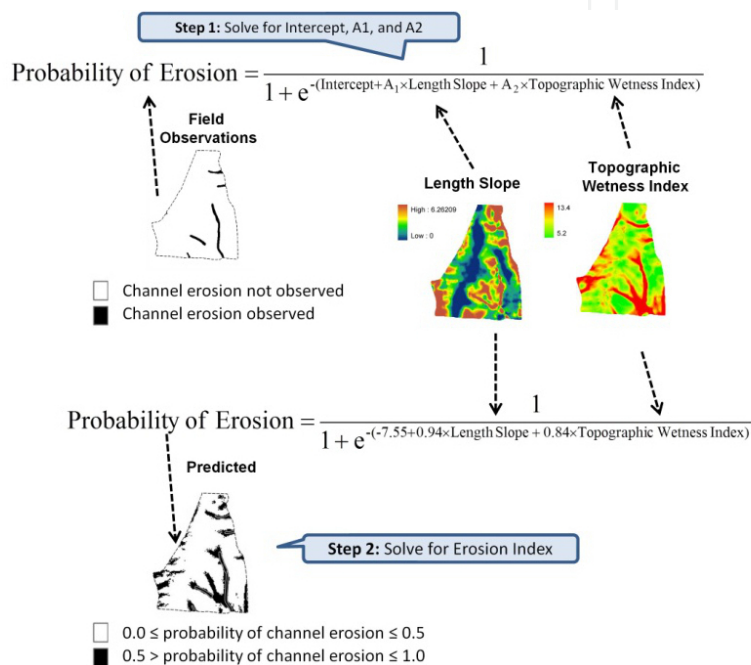 Step 1: Solve for Intercept, A1, and A2
Probability of Erosion = 1 / 1 + e^-(Intercept+A₁×Length Slope + A₂×Topographic Wetness Index)
Field
Observations
Length Slope
Topographic
Wetness Index
High : 6.26209
Low : 0
13.4
5.2
Channel erosion not observed
Channel erosion observed
Probability of Erosion = 1 / 1 + e^-(-7.55+0.94×Length Slope + 0.84×Topographic Wetness Index)
Predicted
Step 2: Solve for Erosion Index
0.0 ≤ probability of channel erosion ≤ 0.5
0.5 > probability of channel erosion ≤ 1.0